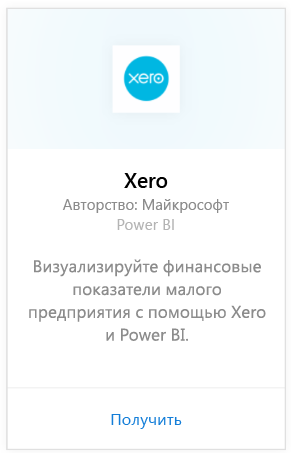 xero
Xero
Авторство: Майкрософт
Power BI
Визуализируйте финансовые
показатели малого
предприятия с помощью Xero
и Power BI.
Получить